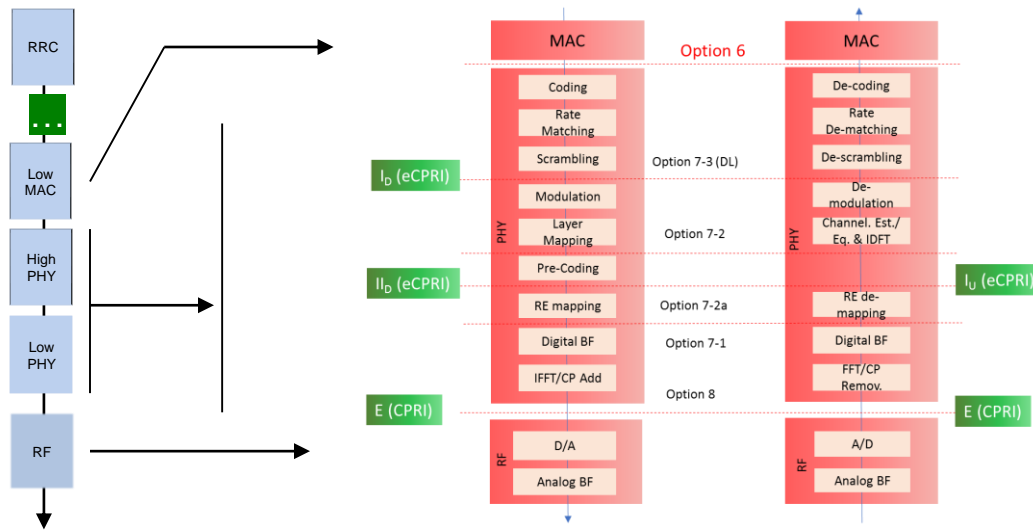 RRC
...
Low
MAC
High
PHY
Low
PHY
RF
I_D (eCPRI)
II_D (eCPRI)
E (CPRI)
MAC
PHY
Coding
Rate
Matching
Scrambling
Modulation
Layer
Mapping
Pre-Coding
RE mapping
Digital BF
IFFT/CP Add
RF
D/A
Analog BF
Option 6
Option 7-3 (DL)
Option 7-2
Option 7-2a
Option 7-1
Option 8
MAC
PHY
De-coding
Rate
De-matching
De-scrambling
De-
modulation
Channel. Est./
Eq. & IDFT
RE de-
mapping
Digital BF
FFT/CP
Remov.
RF
A/D
Analog BF
I_U (eCPRI)
E (CPRI)